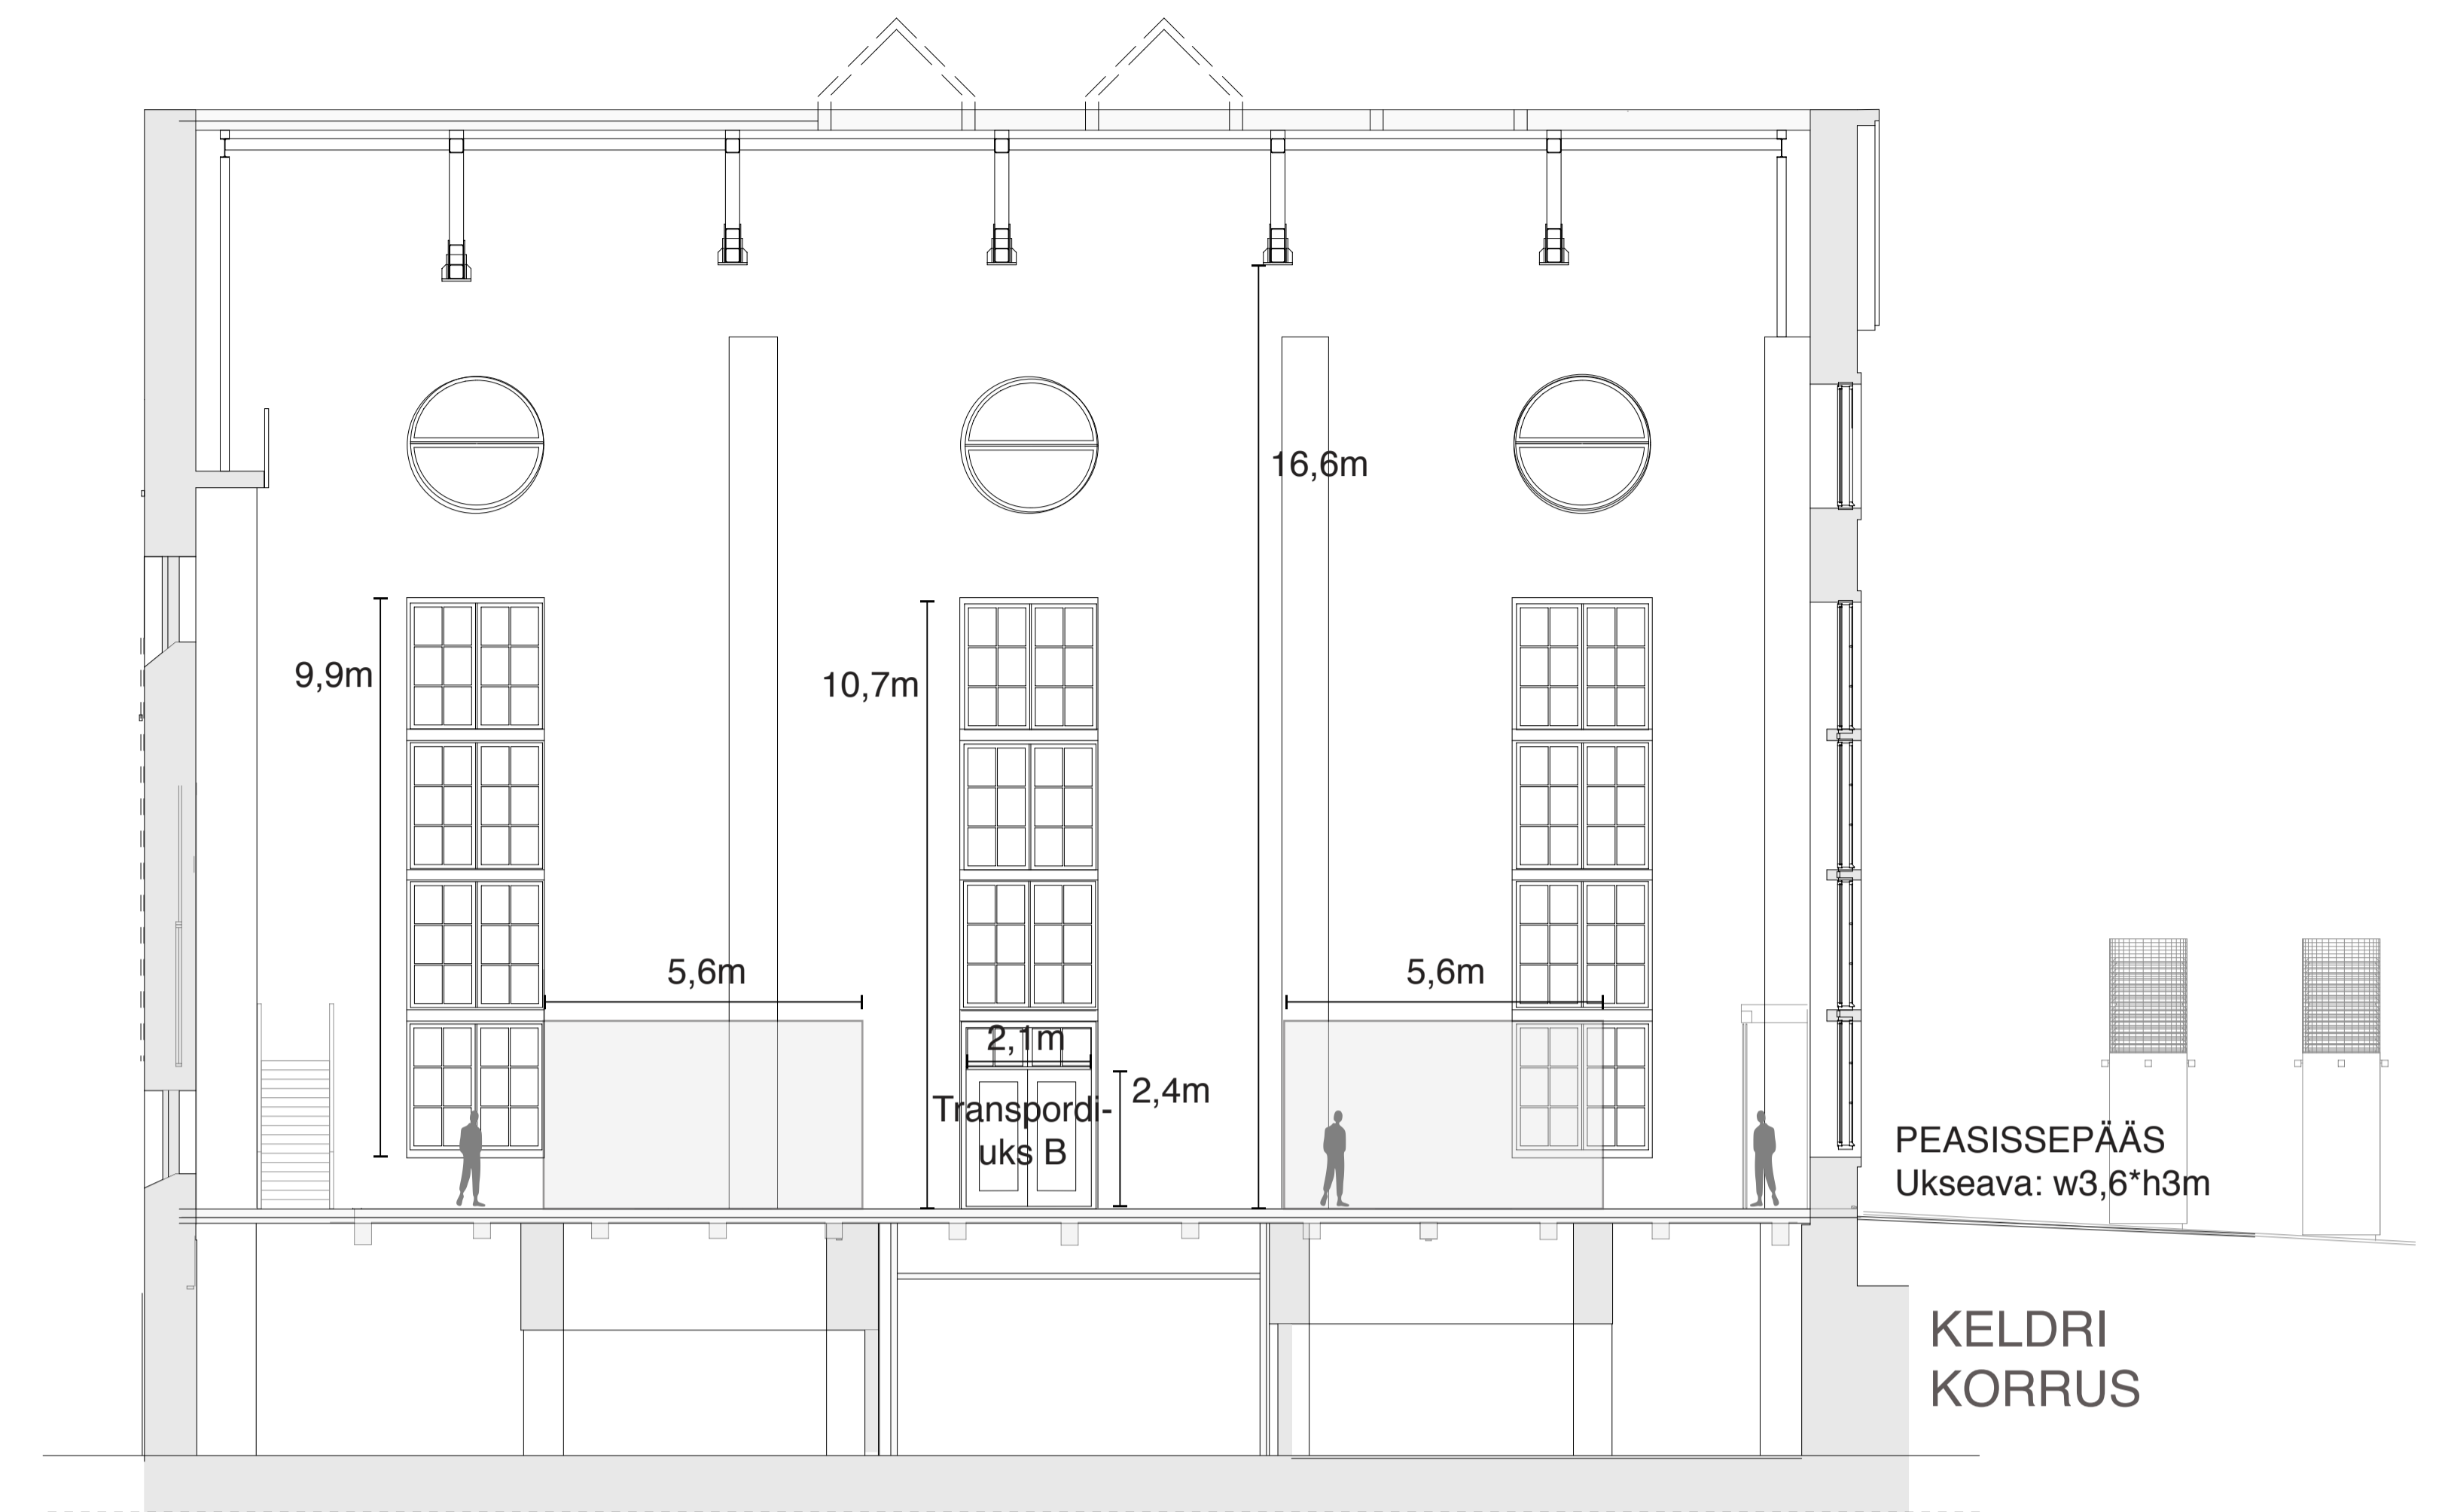 16,6m
9,9m
10,7m
5,6m
5,6m
2,1m
2,4m
Transpordi-
uks B
PEASISSEPÄÄS
Ukseava: w3,6*h3m
KELDRI
KORRUS